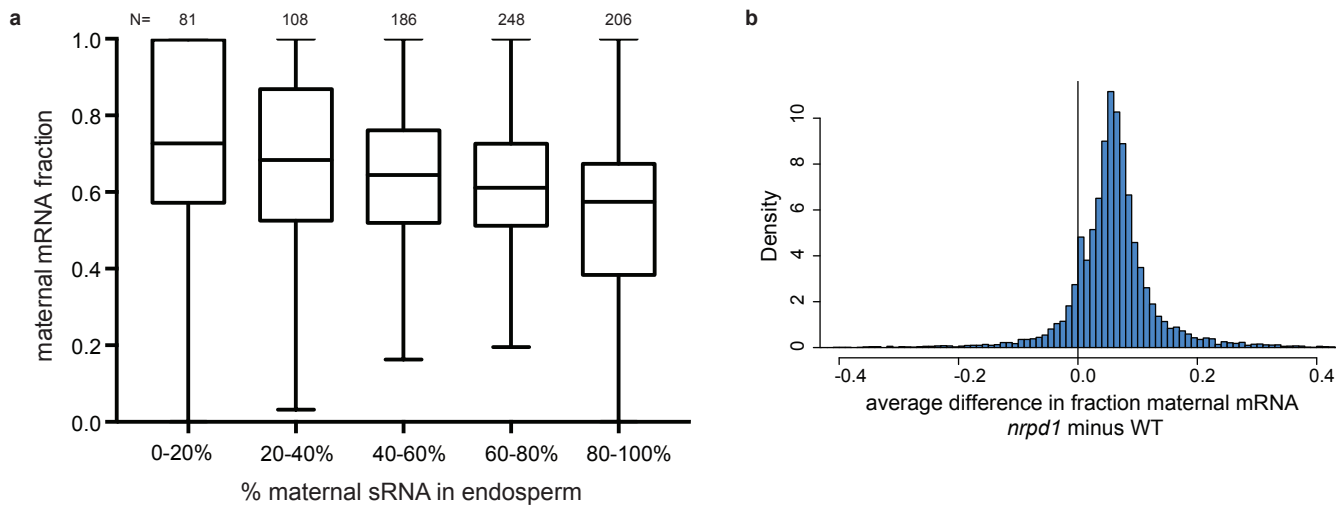 a
N= 81 108 186 248 206
1.0
0.8
0.6
0.4
0.2
0.0
maternal mRNA fraction
0-20% 20-40% 40-60% 60-80% 80-100%
% maternal sRNA in endosperm
b
10
8
6
4
2
0
Density
-0.4 -0.2 0.0 0.2 0.4
average difference in fraction maternal mRNA
nrpd1 minus WT